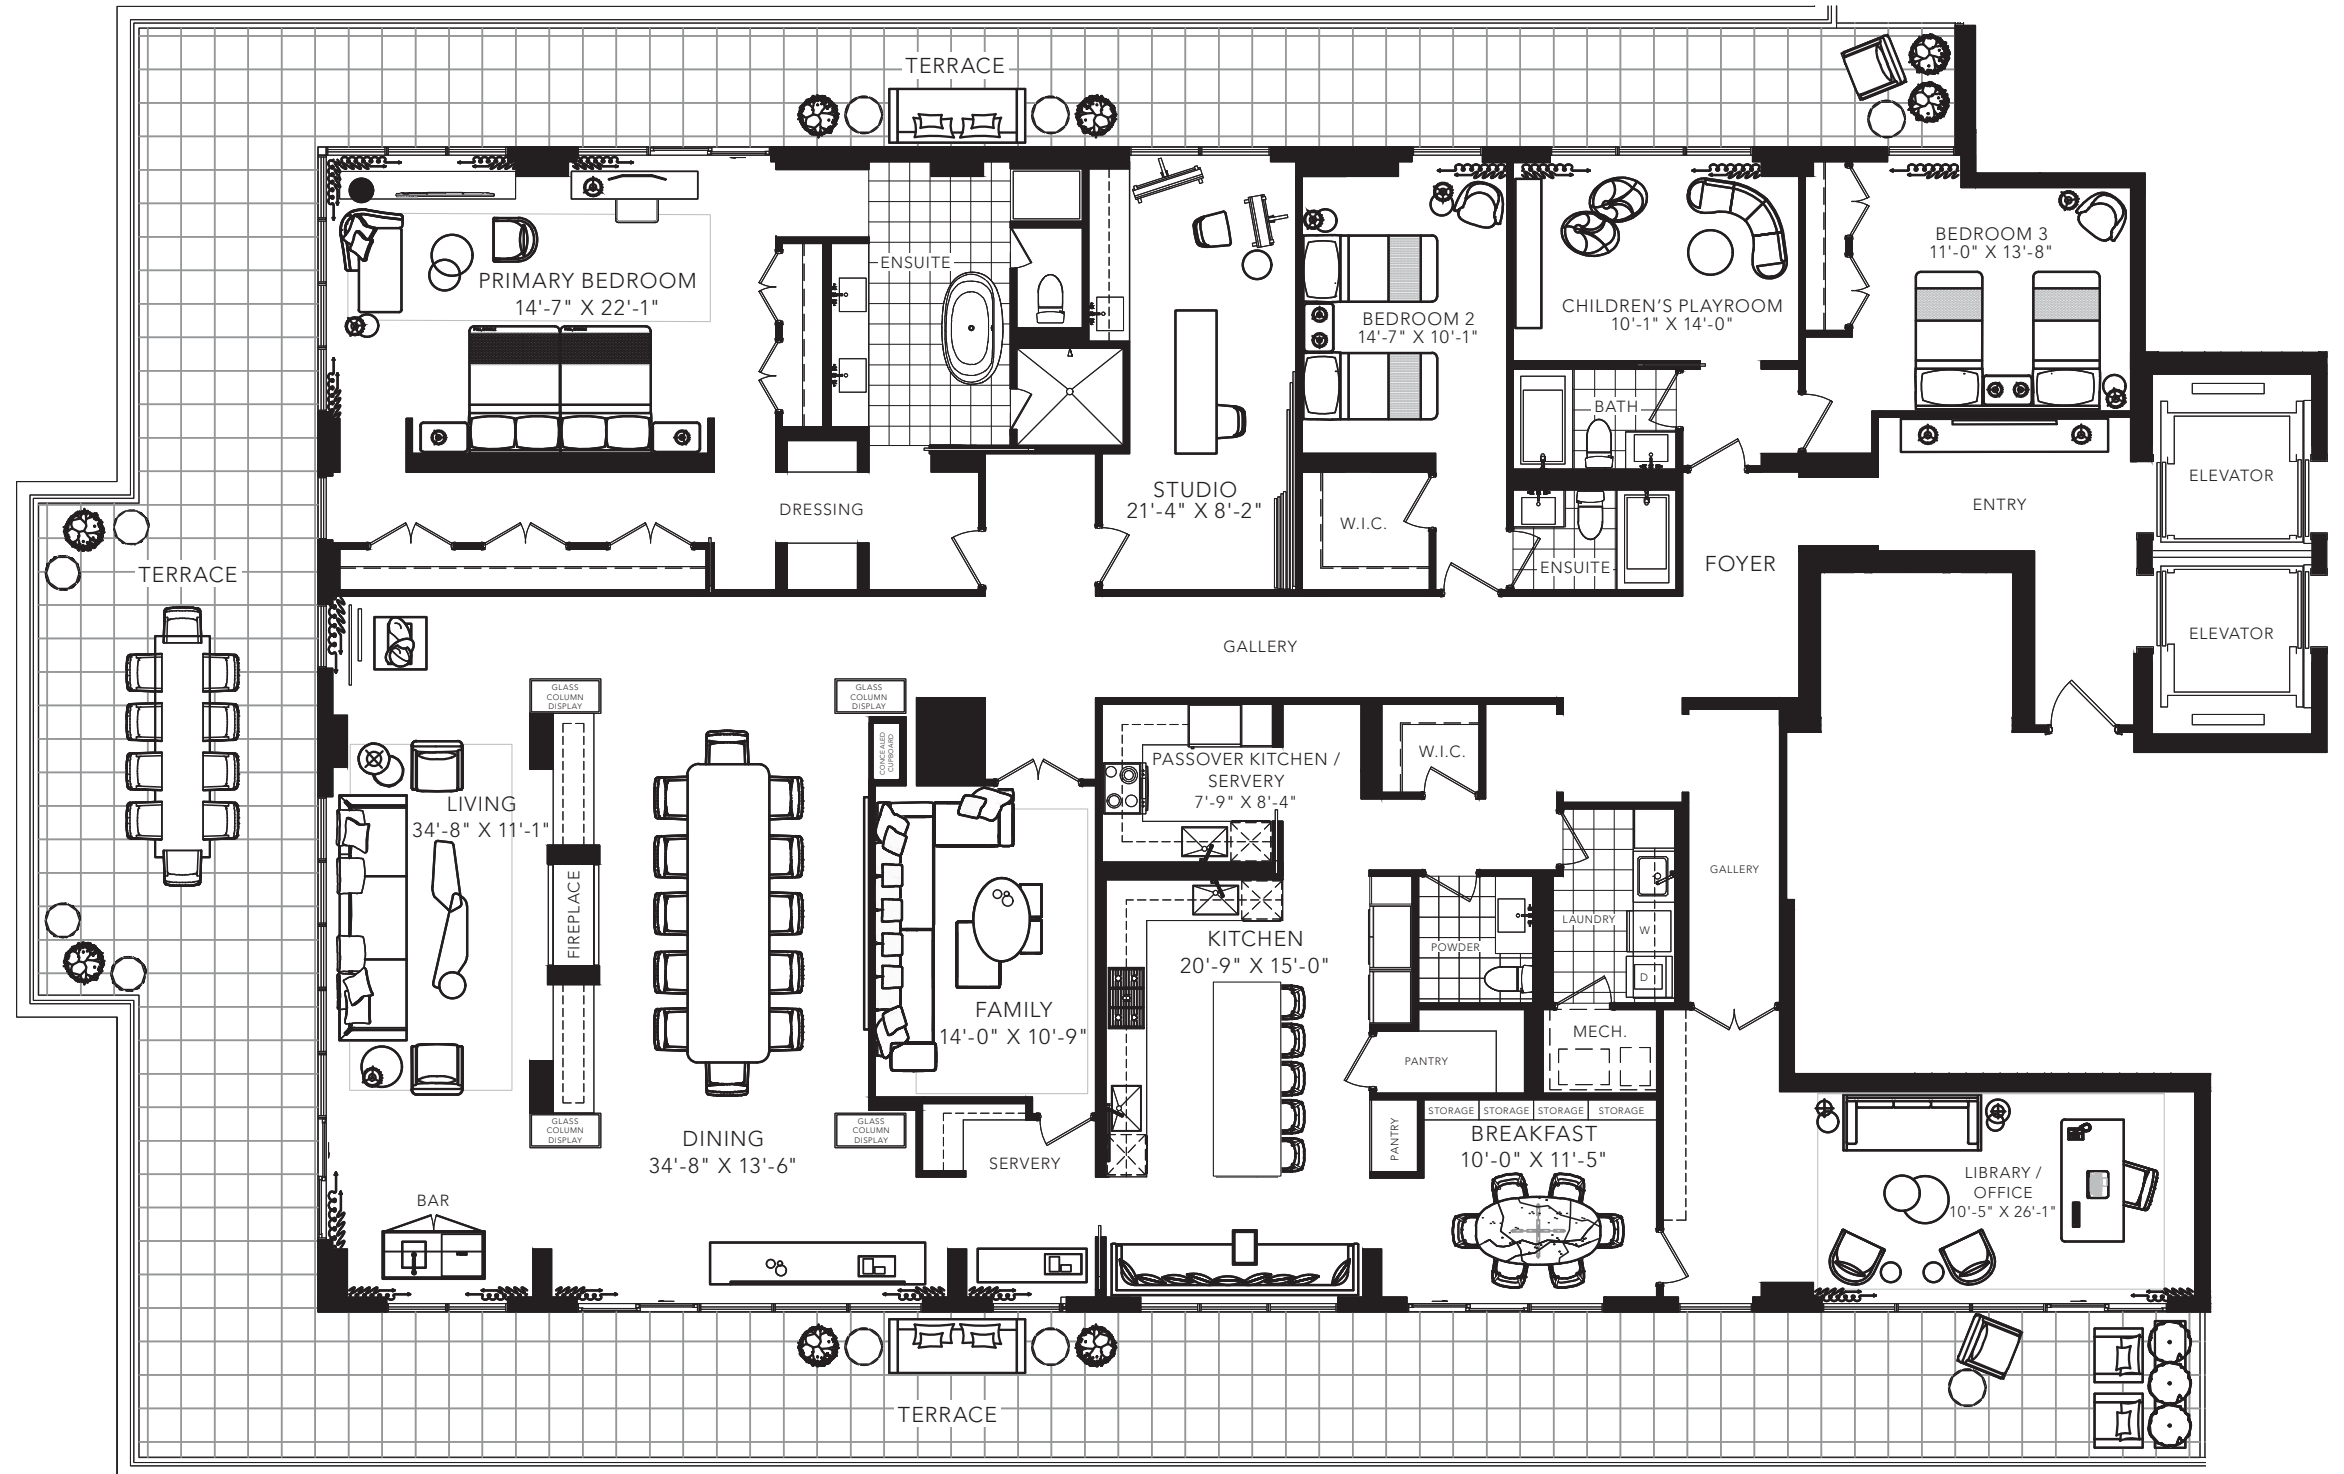 TERRACE
PRIMARY BEDROOM
14'-7" X 22'-1"
ENSUITE
BEDROOM 2
14'-7" X 10'-1"
CHILDREN'S PLAYROOM
10'-1" X 14'-0"
BEDROOM 3
11'-0" X 13'-8"
BATH
DRESSING
STUDIO
21'-4" X 8'-2"
W.I.C.
ENSUITE
FOYER
ENTRY
ELEVATOR
ELEVATOR
TERRACE
GALLERY
GLASS
COLUMN
DISPLAY
GLASS
COLUMN
DISPLAY
CONCEALED
CUPBOARD
PASSOVER KITCHEN /
SERVERY
7'-9" X 8'-4"
W.I.C.
LIVING
34'-8" X 11'-1"
FIREPLACE
GALLERY
LAUNDRY
W
D
POWDER
KITCHEN
20'-9" X 15'-0"
FAMILY
14'-0" X 10'-9"
MECH.
PANTRY
PANTRY
STORAGE
STORAGE
STORAGE
STORAGE
BREAKFAST
10'-0" X 11'-5"
GLASS
COLUMN
DISPLAY
GLASS
COLUMN
DISPLAY
DINING
34'-8" X 13'-6"
SERVERY
BAR
LIBRARY /
OFFICE
10'-5" X 26'-1"
TERRACE